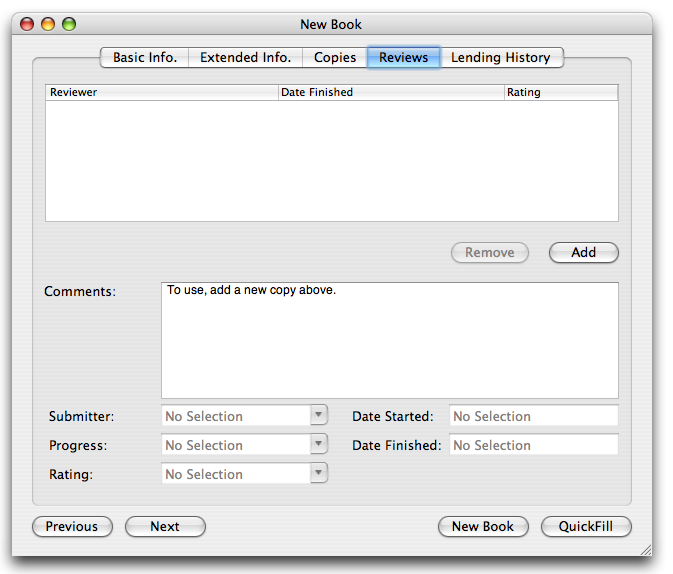 New Book
Basic Info. Extended Info. Copies Reviews Lending History
Reviewer Date Finished Rating
Remove Add
Comments: To use, add a new copy above.
Submitter: No Selection Date Started: No Selection
Progress: No Selection Date Finished: No Selection
Rating: No Selection
Previous Next New Book QuickFill